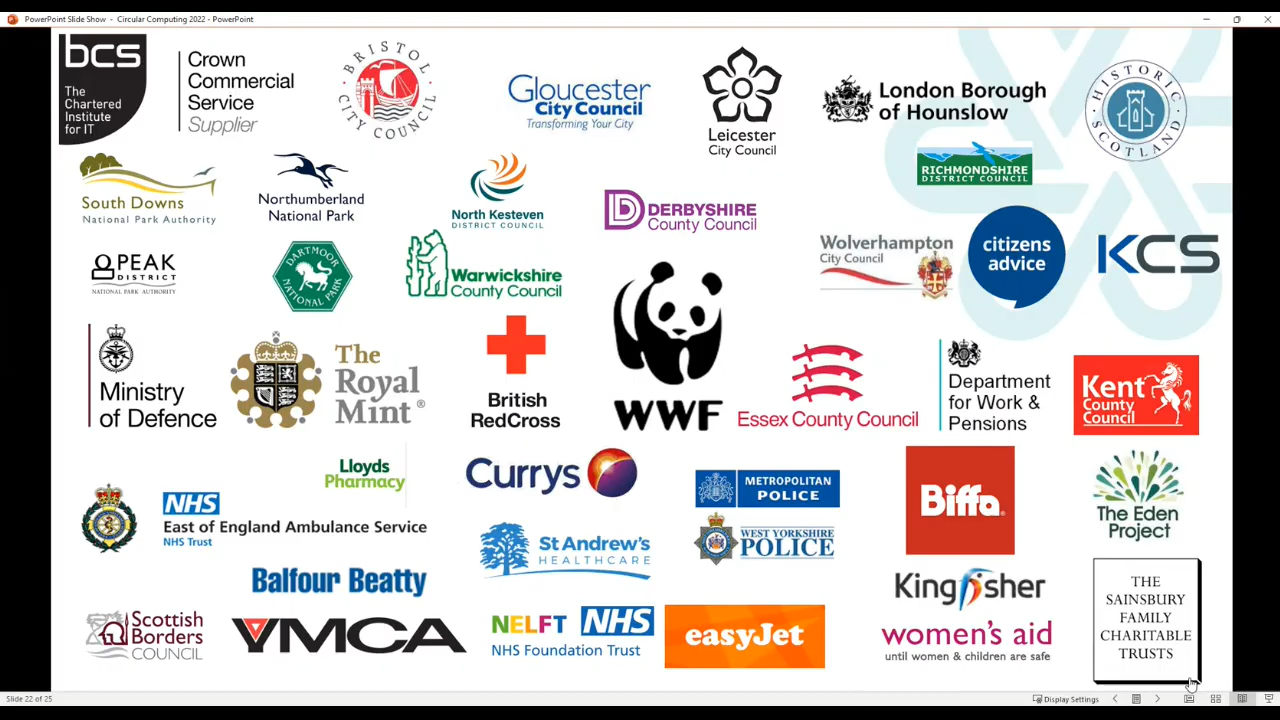 PowerPoint Slide Show - Circular Computing 2022 - PowerPoint
bcs
The
Chartered
Institute
for IT
Crown
Commercial
Service
Supplier
BRISTOL
CITY COUNCIL
Gloucester
City Council
Transforming Your City
Leicester
City Council
London Borough
of Hounslow
HISTORIC
SCOTLAND
RICHMONDSHIRE
DISTRICT COUNCIL
South Downs
National Park Authority
Northumberland
National Park
North Kesteven
DISTRICT COUNCIL
DERBYSHIRE
County Council
Wolverhampton
City Council
citizens
advice
KCS
PEAK
DISTRICT
NATIONAL PARK AUTHORITY
DARTMOOR
NATIONAL PARK
Warwickshire
County Council
WWF
Ministry
of Defence
The
Royal
Mint ®
British
RedCross
Essex County Council
Department
for Work &
Pensions
Kent
County
Council
Lloyds
Pharmacy
Currys
METROPOLITAN
POLICE
Biffa
The Eden
Project
NHS
East of England Ambulance Service
NHS Trust
St Andrew's
HEALTHCARE
WEST YORKSHIRE
POLICE
Balfour Beatty
Kingfisher
THE
SAINSBURY
FAMILY
CHARITABLE
TRUSTS
Scottish
Borders
COUNCIL
YMCA
NELFT NHS
NHS Foundation Trust
easyJet
women's aid
until women & children are safe
Slide 22 of 25
Display Settings